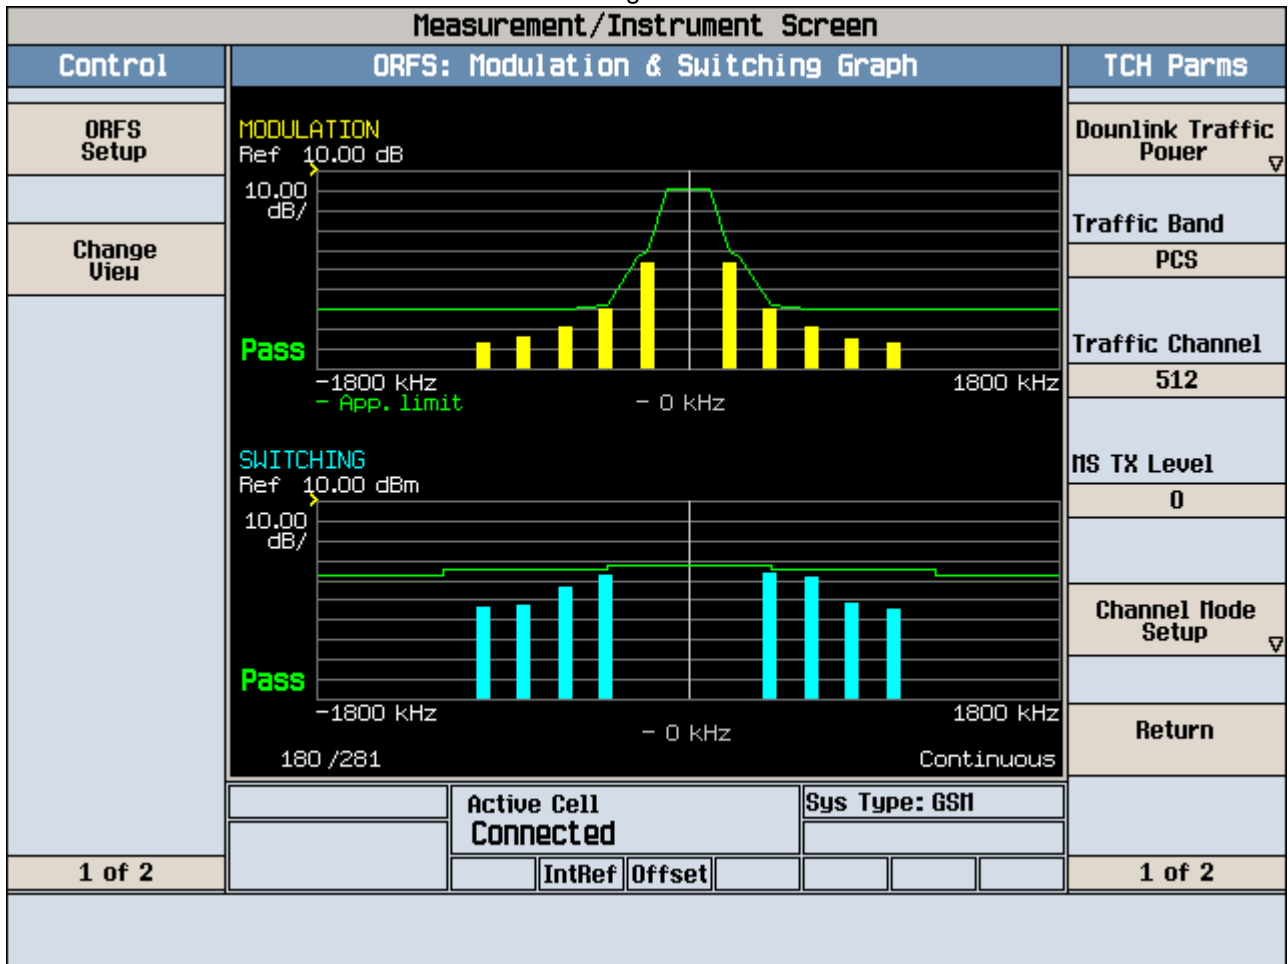 Measurement/Instrument Screen
Control
ORFS: Modulation & Switching Graph
TCH Parms
ORFS
Setup
Change
View
1 of 2
MODULATION
Ref 10.00 dB
10.00
dB/
Pass
-1800 kHz
1800 kHz
- App. limit
- 0 kHz
SWITCHING
Ref 10.00 dBm
10.00
dB/
Pass
-1800 kHz
1800 kHz
- 0 kHz
180 /281
Continuous
Downlink Traffic
Power
Traffic Band
PCS
Traffic Channel
512
MS TX Level
0
Channel Mode
Setup
Return
1 of 2
Active Cell
Connected
Sys Type: GSM
IntRef
Offset